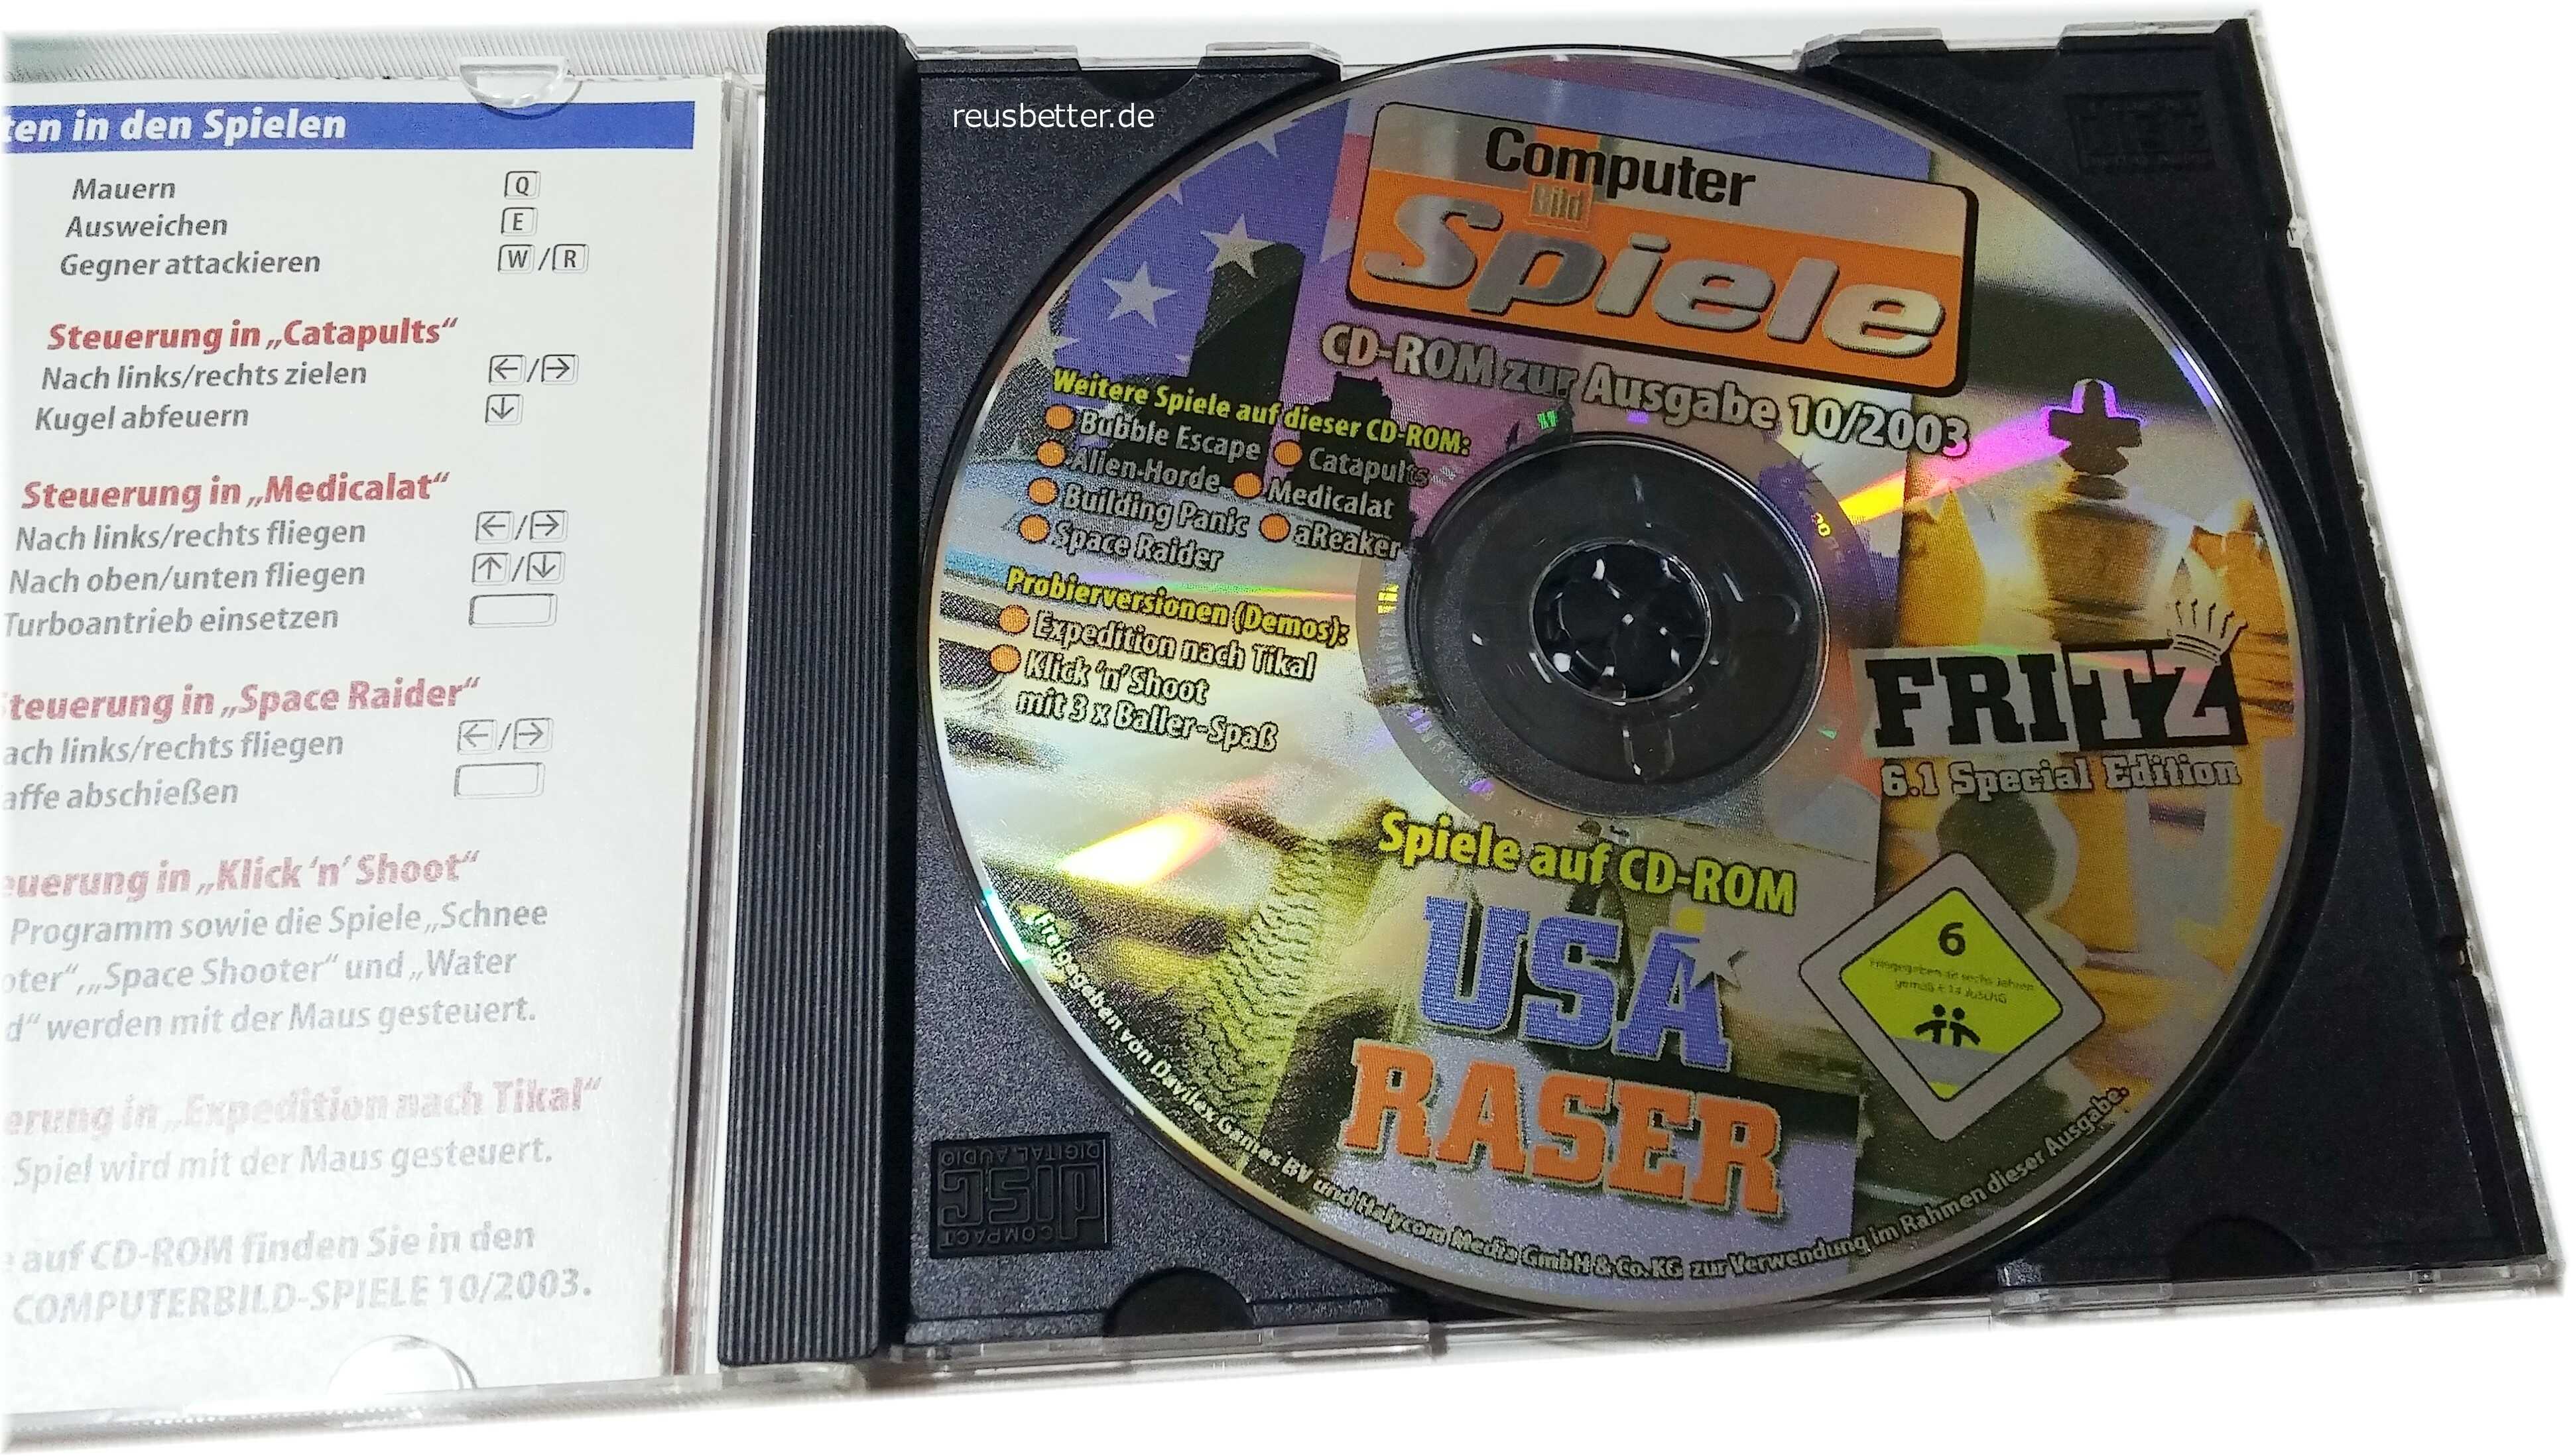 ten in den Spielen
Mauern Q
Ausweichen E
Gegner attackieren W/R
Steuerung in „Catapults“
Nach links/rechts zielen ←/→
Kugel abfeuern ↓
Steuerung in „Medicalat“
Nach links/rechts fliegen ←/→
Nach oben/unten fliegen ↑/↓
Turboantrieb einsetzen
teuerung in „Space Raider“
ach links/rechts fliegen ←/→
affe abschießen
euerung in „Klick ‘n’ Shoot“
Programm sowie die Spiele „Schnee
oter“, „Space Shooter“ und „Water
d“ werden mit der Maus gesteuert.
erung in „Expedition nach Tikal“
Spiel wird mit der Maus gesteuert.
auf CD-ROM finden Sie in den
COMPUTERBILD-SPIELE 10/2003.
reusbetter.de
Computer
Bild
Spiele
CD-ROM zur Ausgabe 10/2003
Weitere Spiele auf dieser CD-ROM:
Bubble Escape Catapults
Alien-Horde Medicalat
Building Panic aReaker
Space Raider
Probierversionen (Demos):
Expedition nach Tikal
Klick ‘n’ Shoot
mit 3 x Baller-Spaß
FRITZ
6.1 Special Edition
Spiele auf CD-ROM
USA
RASER
6
Freigegeben ab sechs Jahren
gemäß § 14 JuSchG
Freigegeben von Davilex Games BV und Halycom Media GmbH & Co. KG zur Verwendung im Rahmen dieser Ausgabe.
COMPACT
disc
DIGITAL AUDIO